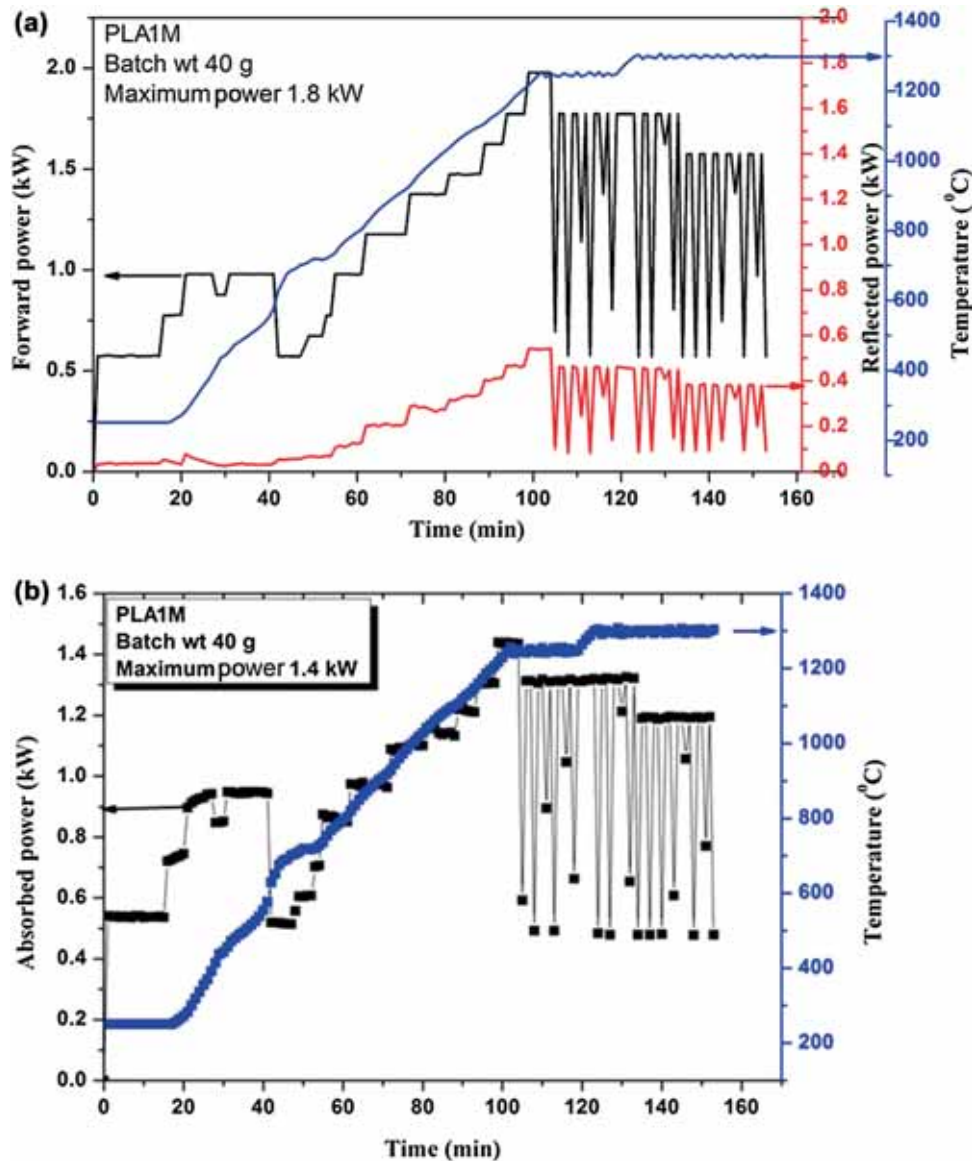 (a)
PLA1M
Batch wt 40 g
Maximum power 1.8 kW
Forward power (kW)
2.0
1.5
1.0
0.5
0.0
0 20 40 60 80 100 120 140 160
Time (min)
2.0
1.8
1.6
1.4
1.2
1.0
0.8
0.6
0.4
0.2
0.0
Reflected power (kW)
1400
1200
1000
800
600
400
200
Temperature (⁰C)
(b)
PLA1M
Batch wt 40 g
Maximum power 1.4 kW
Absorbed power (kW)
1.6
1.4
1.2
1.0
0.8
0.6
0.4
0.2
0.0
0 20 40 60 80 100 120 140 160
Time (min)
1400
1200
1000
800
600
400
200
Temperature (⁰C)